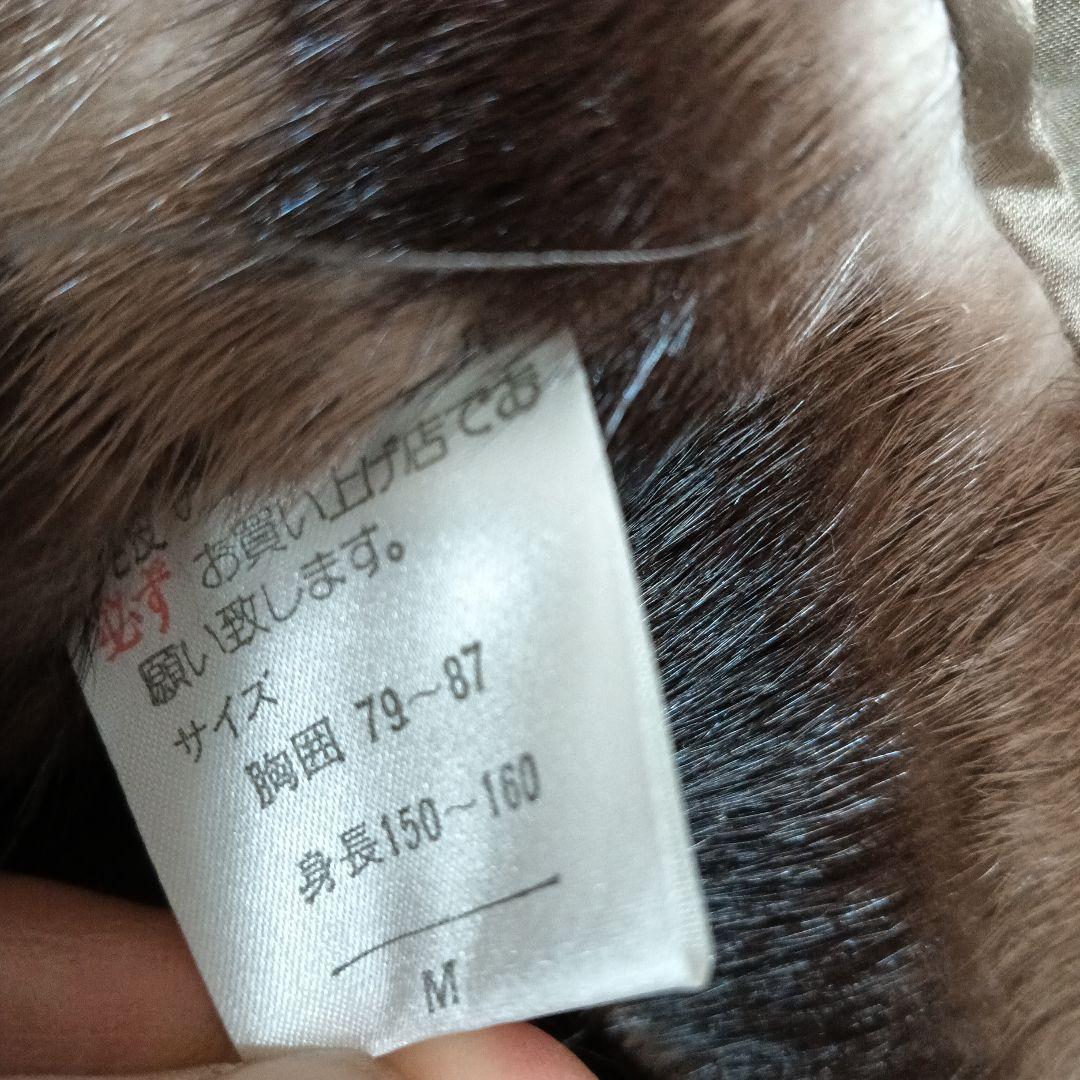 必ず お買い上げ店でお
願い致します。
サイズ
胸囲 79～87
身長150～160
M